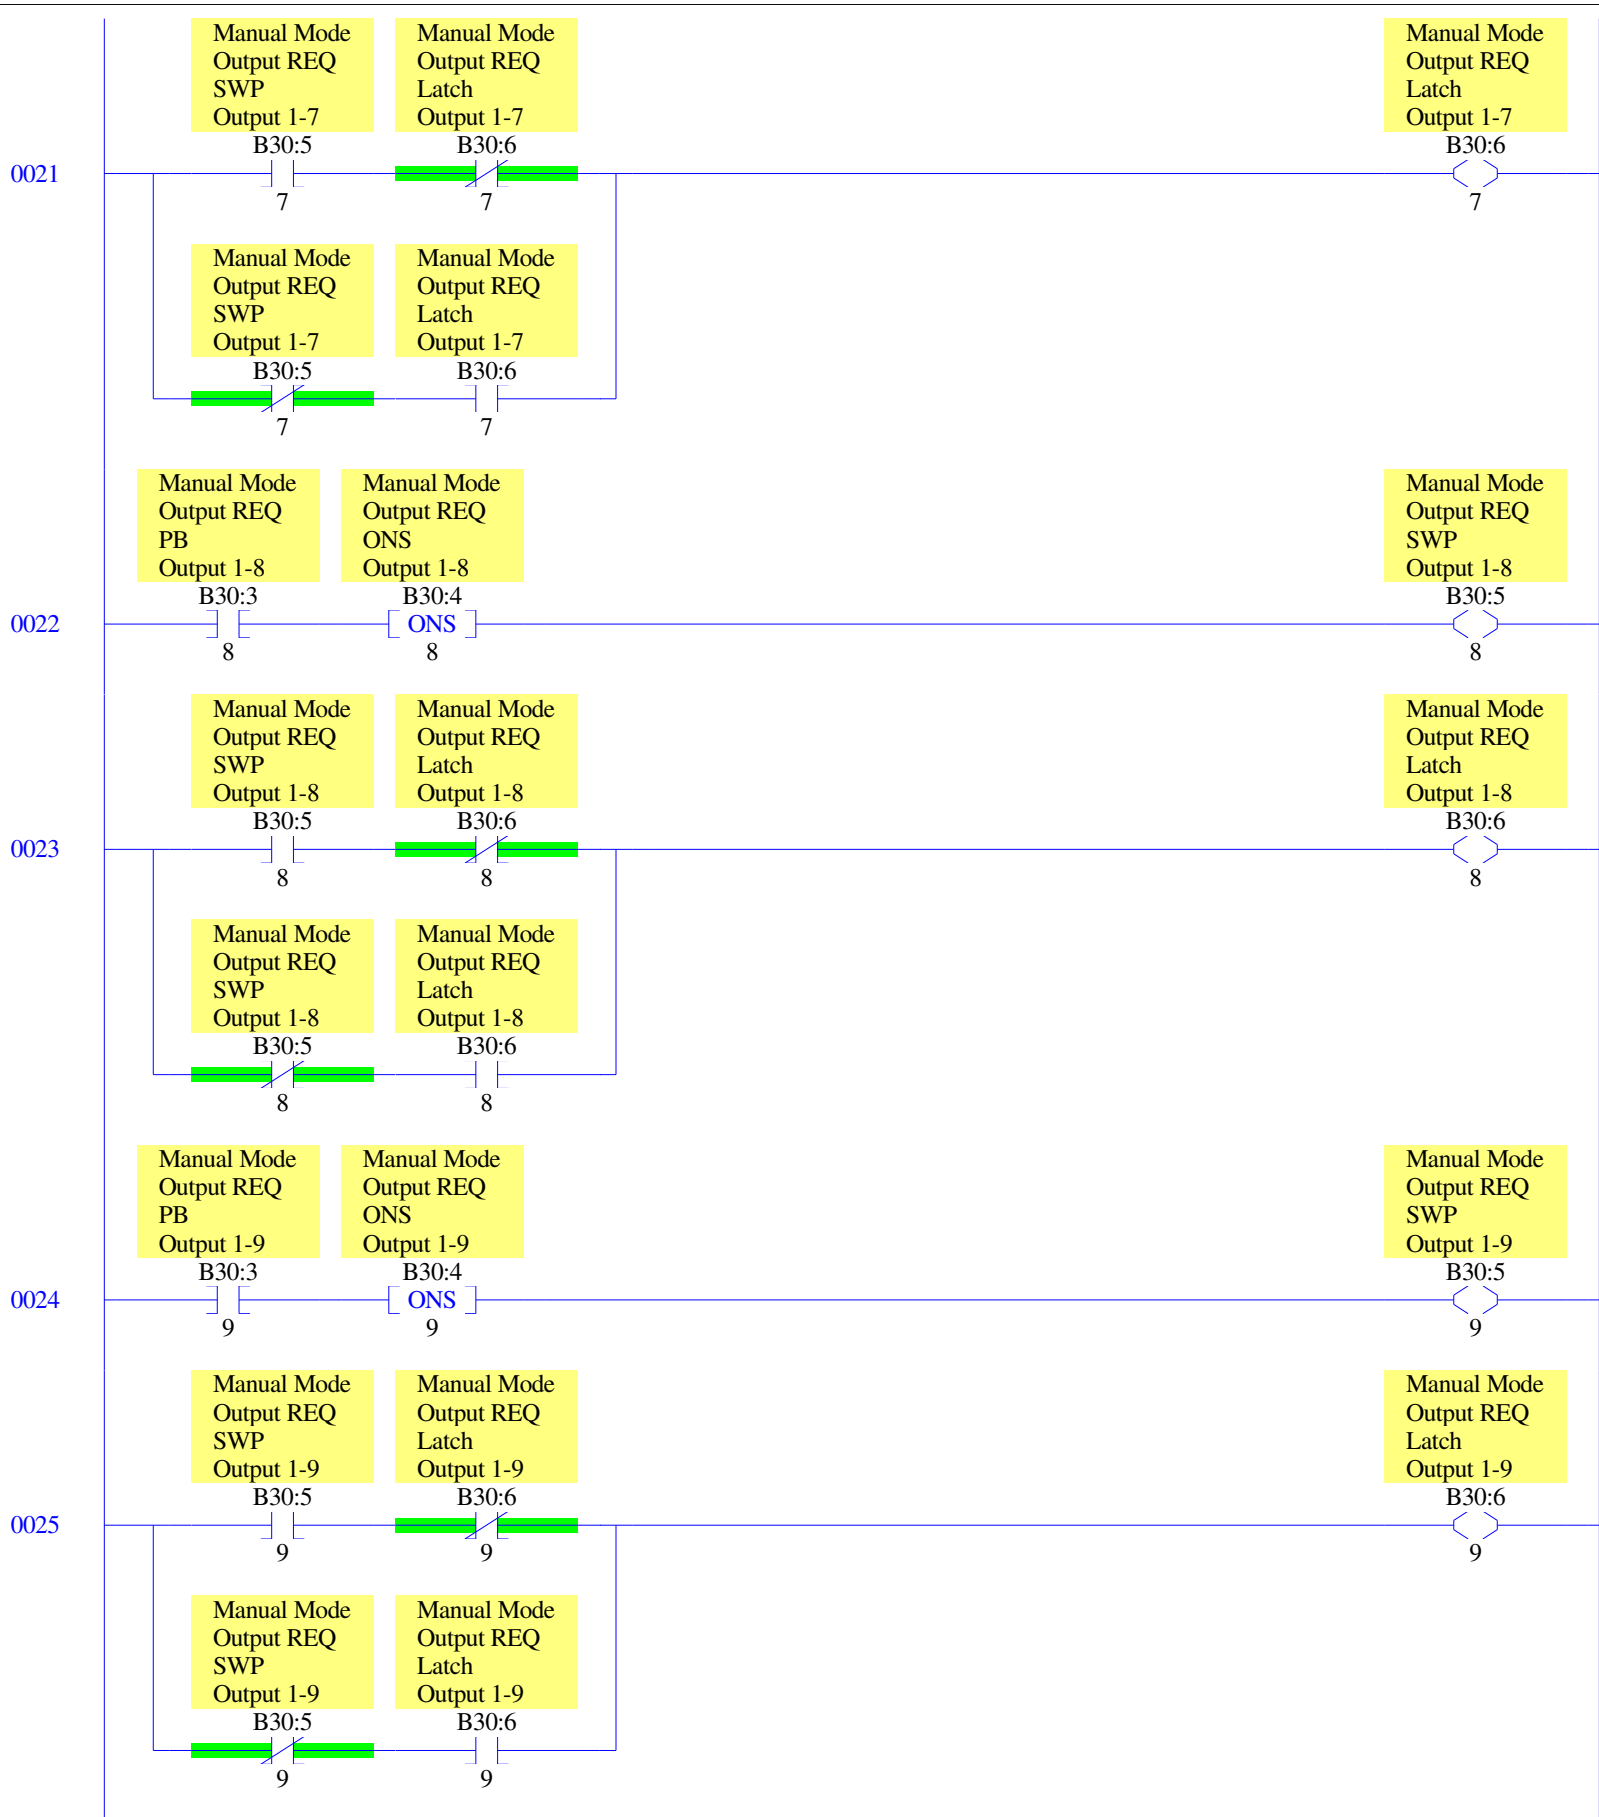 Manual Mode
Output REQ
SWP
Output 1-7
B30:5
7
Manual Mode
Output REQ
Latch
Output 1-7
B30:6
7
Manual Mode
Output REQ
Latch
Output 1-7
B30:6
7
0021
Manual Mode
Output REQ
SWP
Output 1-7
B30:5
7
Manual Mode
Output REQ
Latch
Output 1-7
B30:6
7
Manual Mode
Output REQ
PB
Output 1-8
B30:3
8
Manual Mode
Output REQ
ONS
Output 1-8
B30:4
ONS
8
Manual Mode
Output REQ
SWP
Output 1-8
B30:5
8
0022
Manual Mode
Output REQ
SWP
Output 1-8
B30:5
8
Manual Mode
Output REQ
Latch
Output 1-8
B30:6
8
Manual Mode
Output REQ
Latch
Output 1-8
B30:6
8
0023
Manual Mode
Output REQ
SWP
Output 1-8
B30:5
8
Manual Mode
Output REQ
Latch
Output 1-8
B30:6
8
Manual Mode
Output REQ
PB
Output 1-9
B30:3
9
Manual Mode
Output REQ
ONS
Output 1-9
B30:4
ONS
9
Manual Mode
Output REQ
SWP
Output 1-9
B30:5
9
0024
Manual Mode
Output REQ
SWP
Output 1-9
B30:5
9
Manual Mode
Output REQ
Latch
Output 1-9
B30:6
9
Manual Mode
Output REQ
Latch
Output 1-9
B30:6
9
0025
Manual Mode
Output REQ
SWP
Output 1-9
B30:5
9
Manual Mode
Output REQ
Latch
Output 1-9
B30:6
9